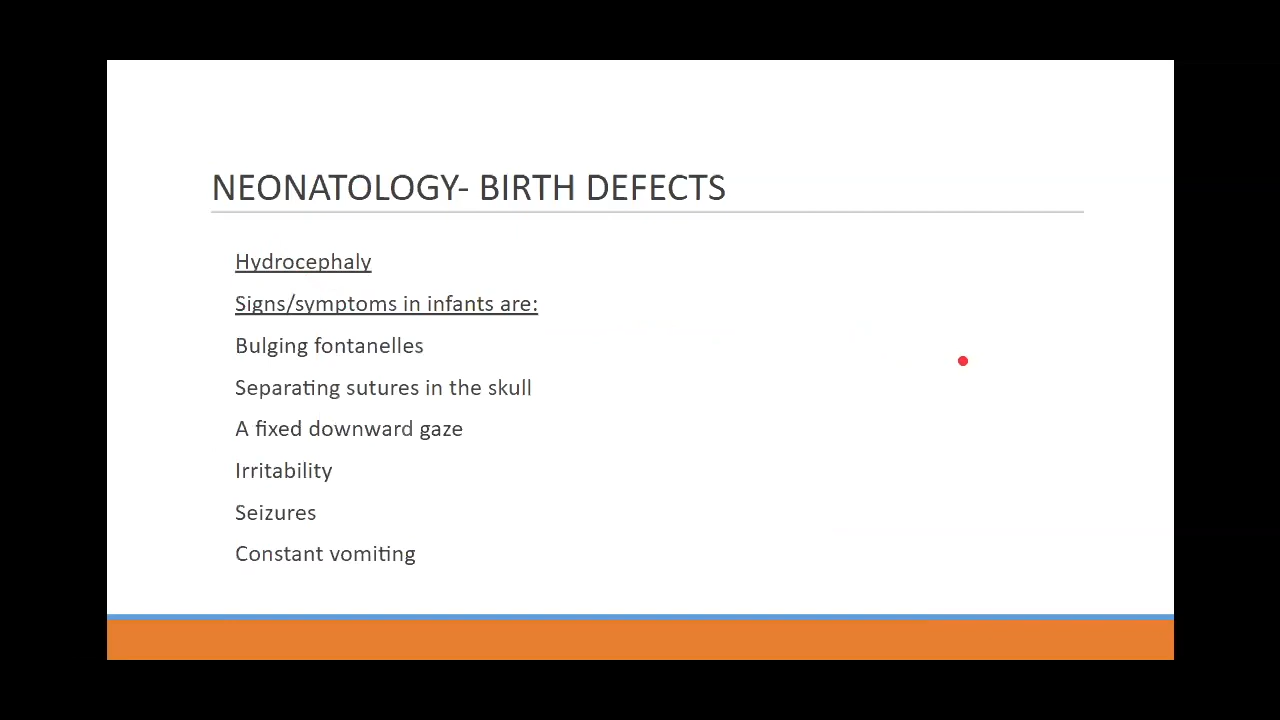 NEONATOLOGY- BIRTH DEFECTS
Hydrocephaly
Signs/symptoms in infants are:
Bulging fontanelles
Separating sutures in the skull
A fixed downward gaze
Irritability
Seizures
Constant vomiting